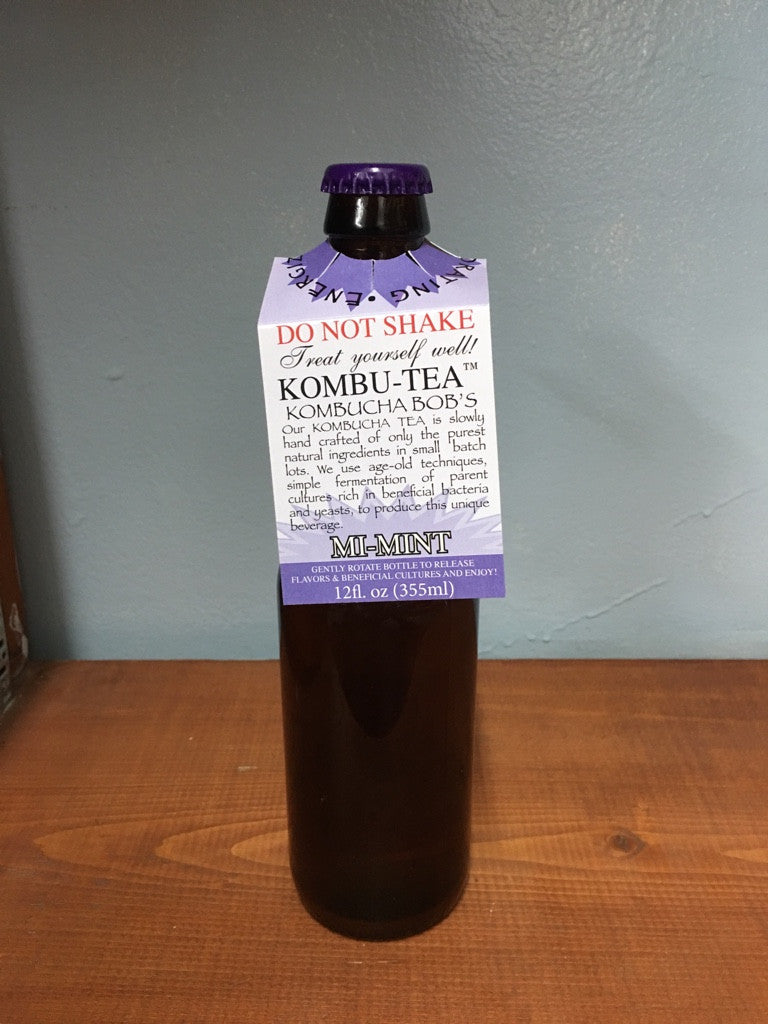 ENERGIZ
• ORATING
DO NOT SHAKE
Treat yourself well!
KOMBU-TEA™
KOMBUCHA BOB'S
Our KOMBUCHA TEA is slowly
hand crafted of only the purest
natural ingredients in small batch
lots. We use age-old techniques,
simple fermentation of parent
cultures rich in beneficial bacteria
and yeasts, to produce this unique
beverage.
MI-MINT
GENTLY ROTATE BOTTLE TO RELEASE
FLAVORS & BENEFICIAL CULTURES AND ENJOY!
12fl. oz (355ml)